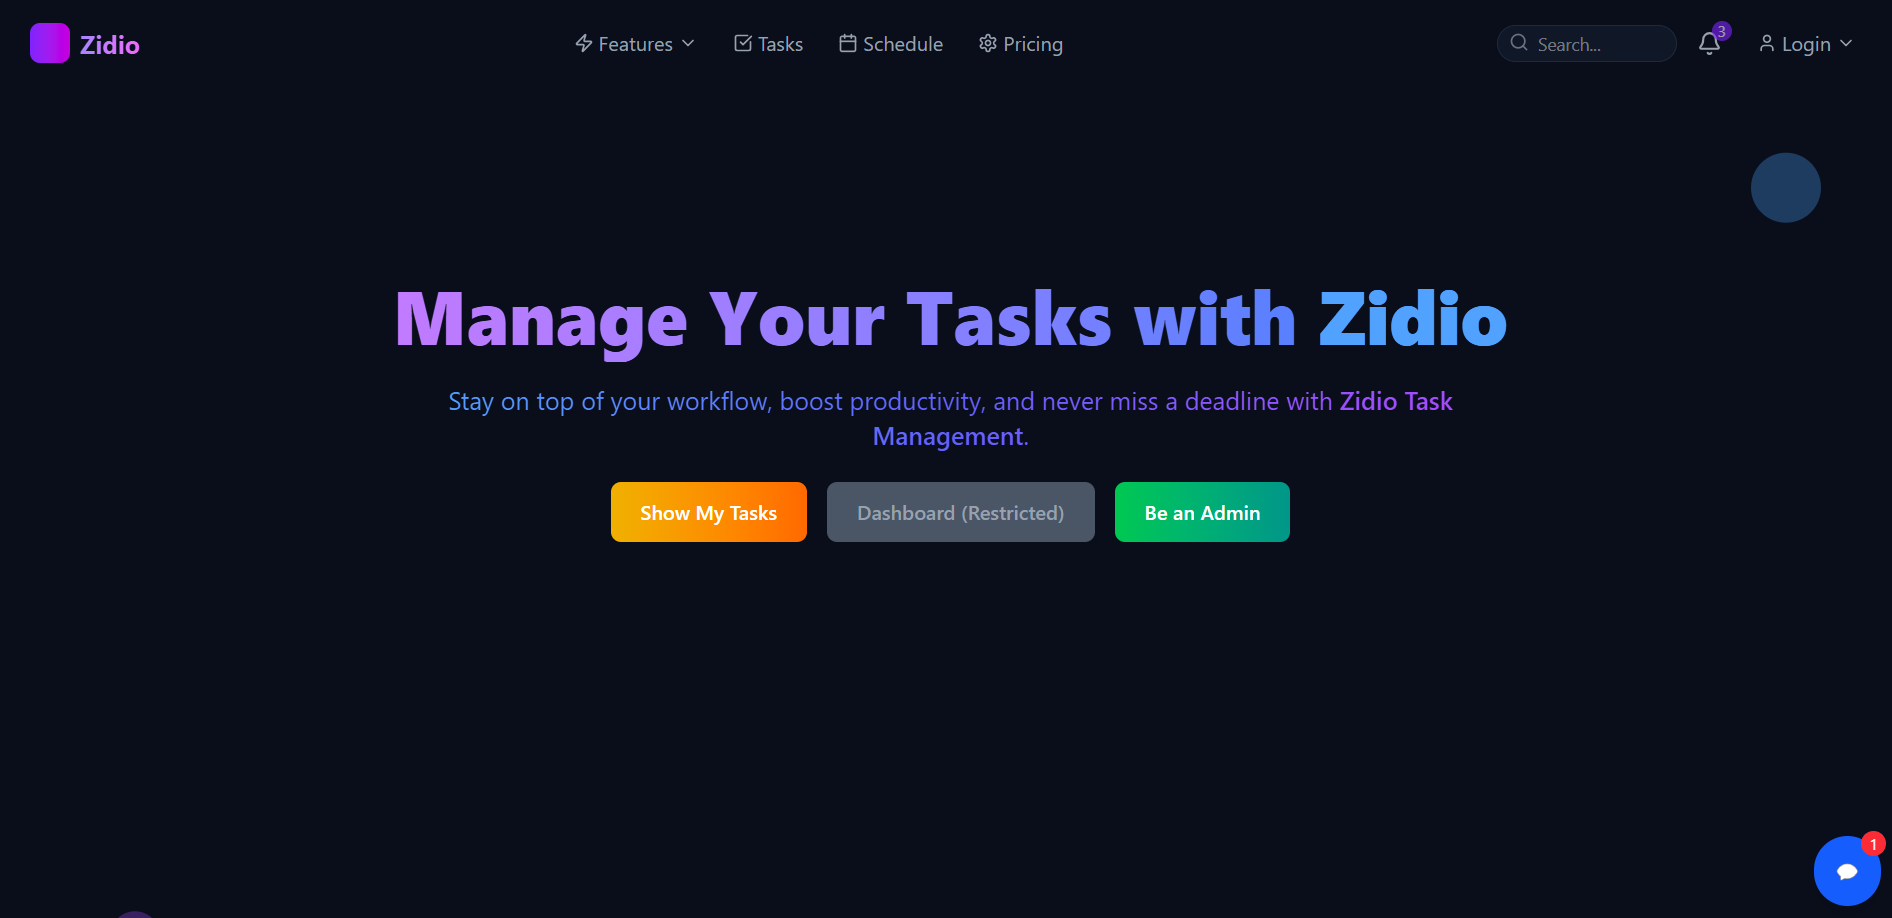 Zidio
Features
Tasks
Schedule
Pricing
Search...
3
Login
Manage Your Tasks with Zidio
Stay on top of your workflow, boost productivity, and never miss a deadline with Zidio Task
Management.
Show My Tasks
Dashboard (Restricted)
Be an Admin
1